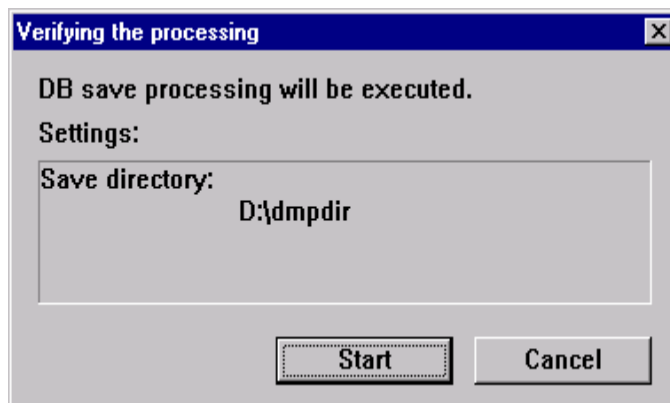 Verifying the processing
DB save processing will be executed.
Settings:
Save directory:
D:\dmpdir
Start Cancel